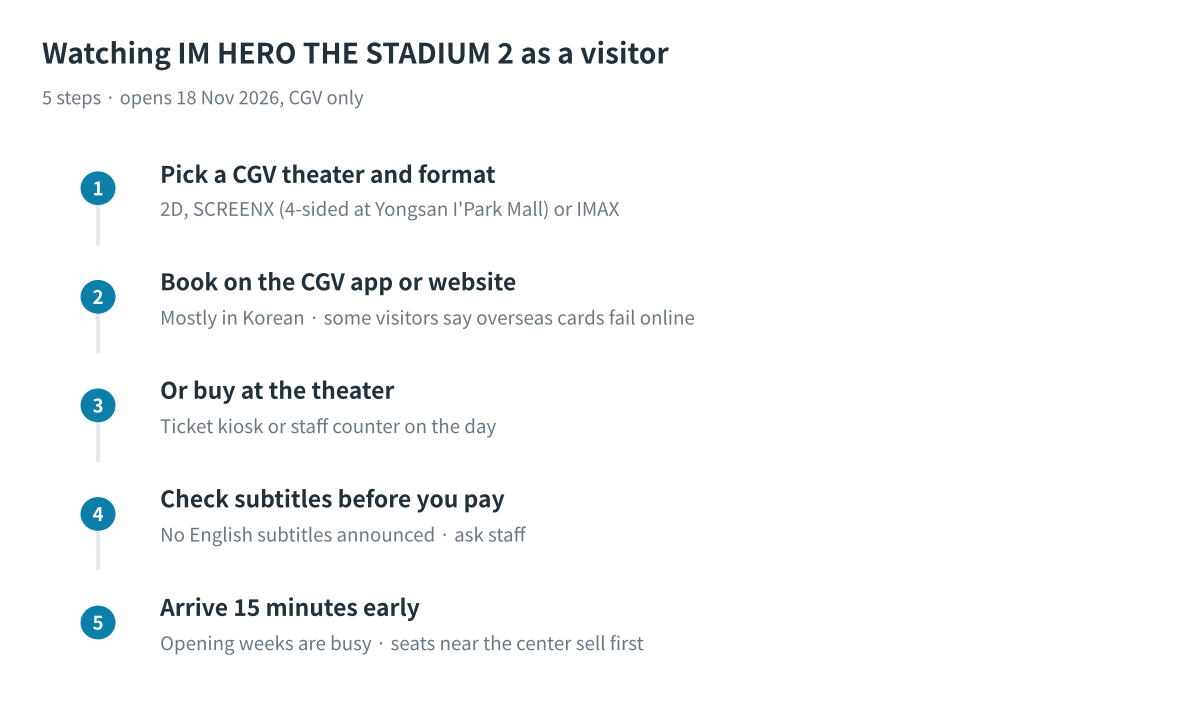 Watching IM HERO THE STADIUM 2 as a visitor
5 steps · opens 18 Nov 2026, CGV only
1
Pick a CGV theater and format
2D, SCREENX (4-sided at Yongsan I'Park Mall) or IMAX
2
Book on the CGV app or website
Mostly in Korean · some visitors say overseas cards fail online
3
Or buy at the theater
Ticket kiosk or staff counter on the day
4
Check subtitles before you pay
No English subtitles announced · ask staff
5
Arrive 15 minutes early
Opening weeks are busy · seats near the center sell first